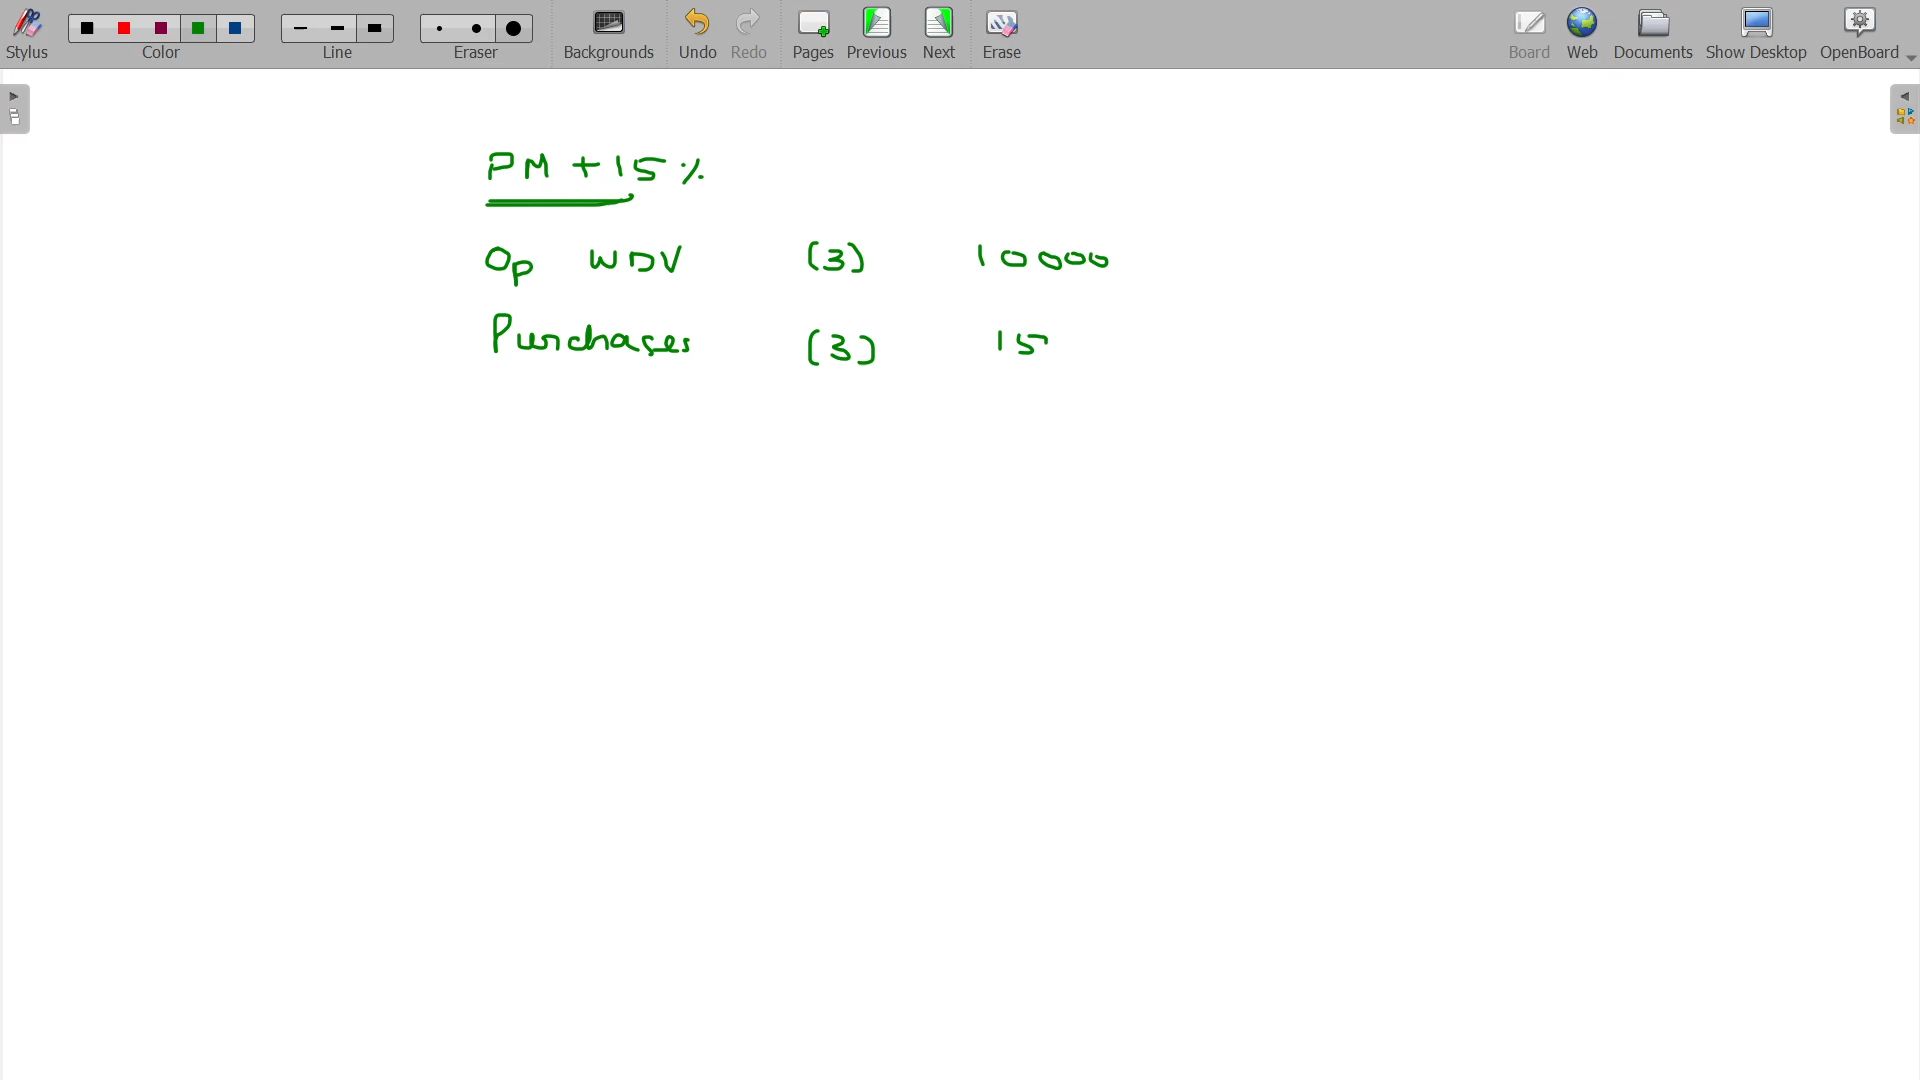 Stylus Color Line Eraser Backgrounds Undo Redo Pages Previous Next Erase Board Web Documents Show Desktop OpenBoard
PM + 15 %
Op WDV (3) 10000
Purchases (3) 15